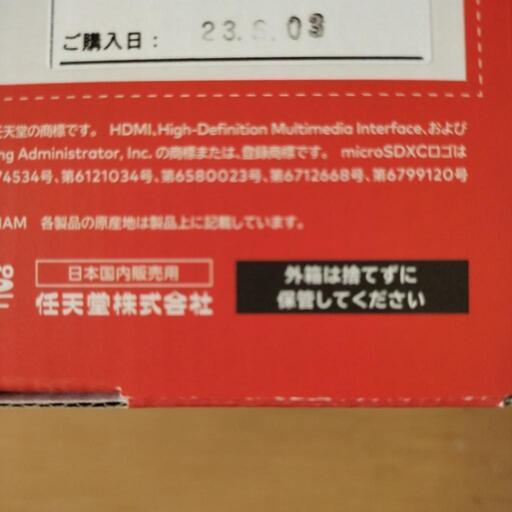 ご購入日: 23.6.03
任天堂の商標です。 HDMI、High-Definition Multimedia Interface、および
ng Administrator, Inc. の商標または、登録商標です。 microSDXCロゴは
74534号、第6121034号、第6580023号、第6712668号、第6799120号
NAM 各製品の原産地は製品上に記載しています。
日本国内販売用
任天堂株式会社
外箱は捨てずに
保管してください